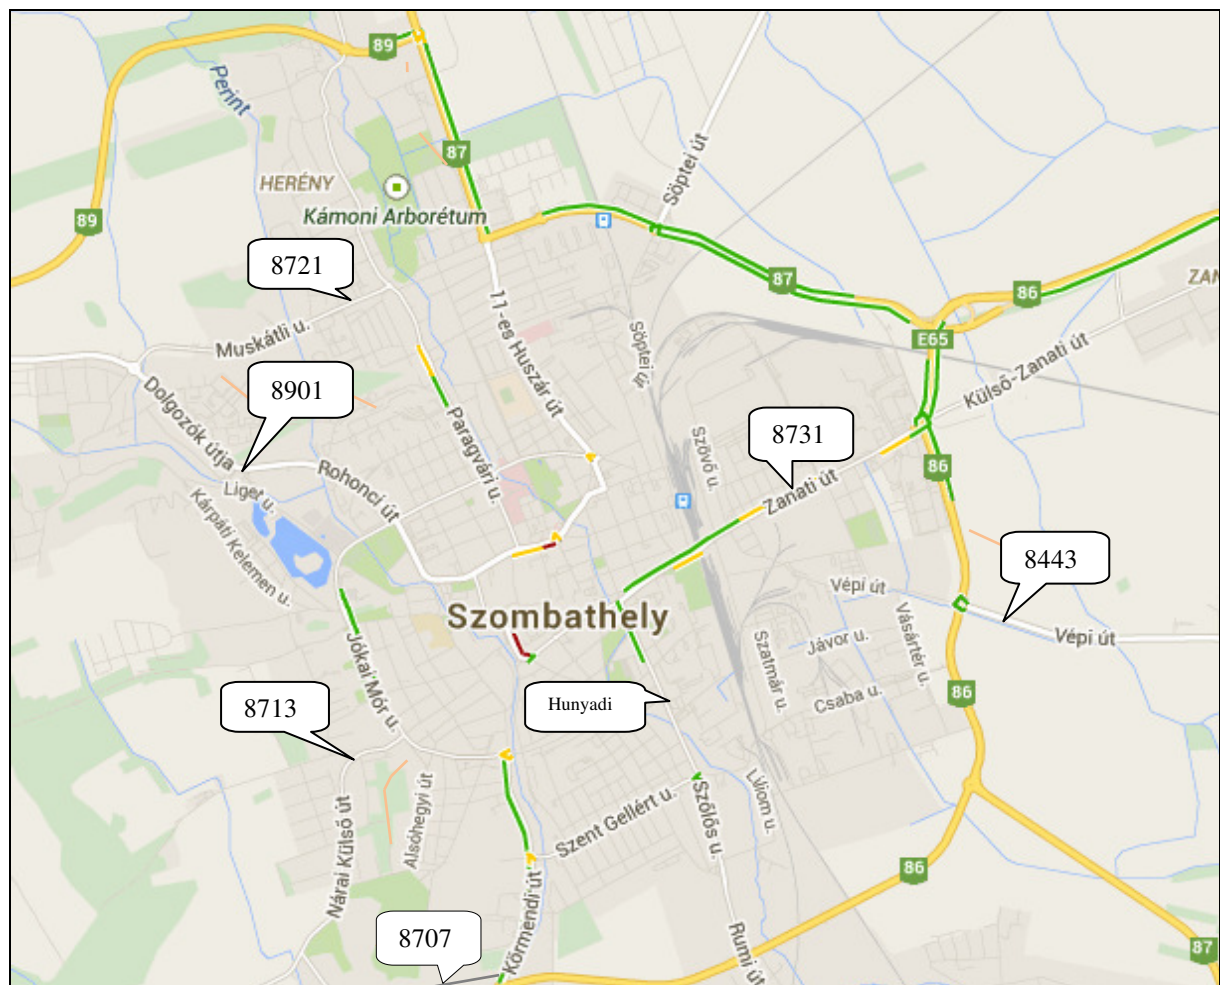 89
Perint
87
Söptei út
HERÉNY
Kámoni Arborétum
89
8721
87
86
ZAN
11-es Huszár út
Söptei új
E65
Muskátli u.
Külső-Zanati út
8901
Dolgozók útja
Paragvári u.
8731
Szövő u.
86
Rohonci út
Zanati út
Liget u.
Kárpáti Kelemen u.
8443
Vépi út
Szombathely
Vásártér u.
Vépi út
Jávor u.
Szatmár u.
Jókai Mór u.
Csaba u.
86
8713
Hunyadi
Alsóhegyi út
Szőlős u.
Liliom u.
Nárai Külső út
Szent Gellért u.
86
8707
Körmendi út
Rumi út
87